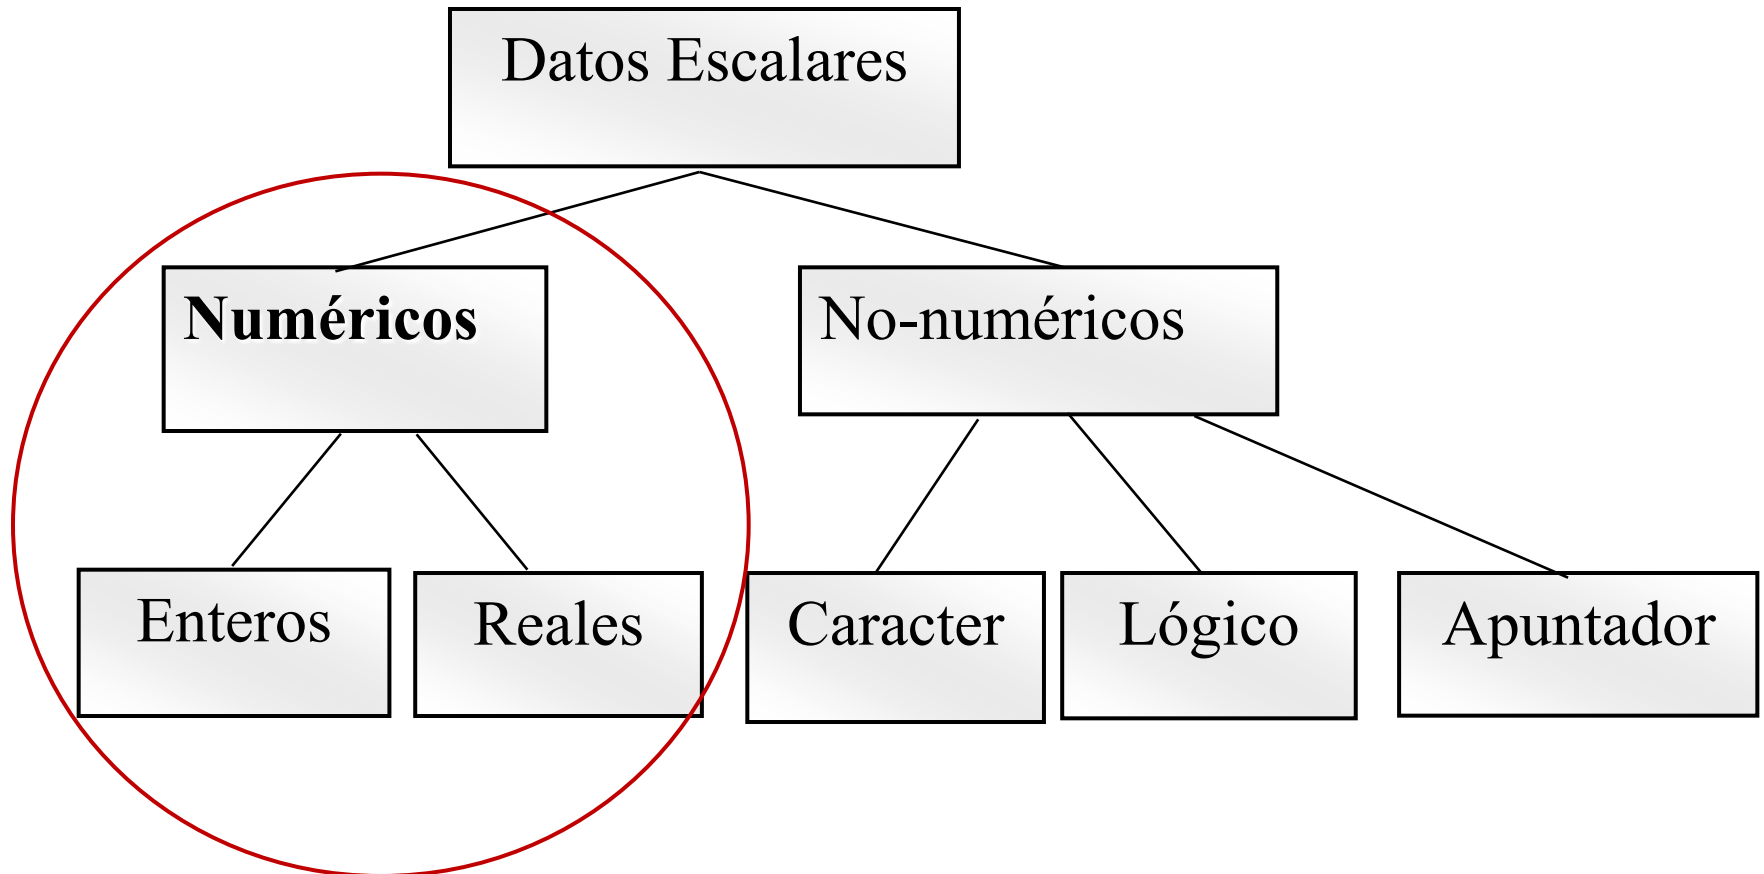 Datos Escalares
Numéricos
No-numéricos
Enteros
Reales
Caracter
Lógico
Apuntador